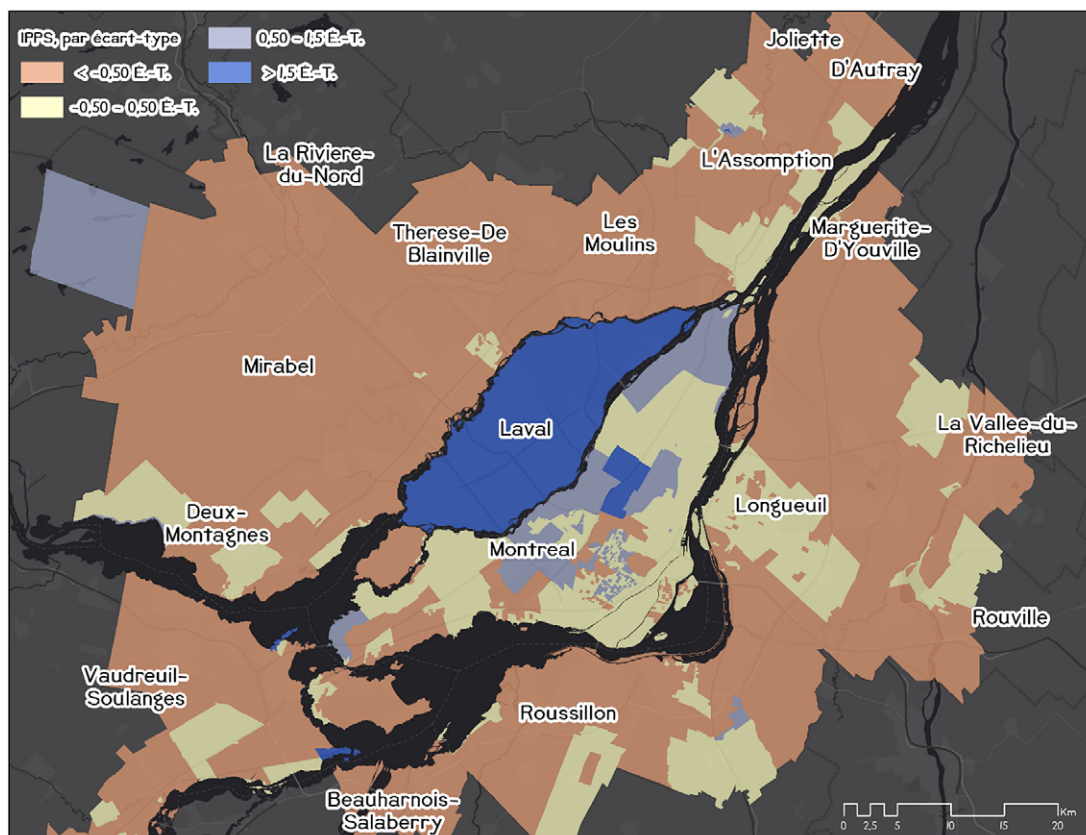 IPPS, par écart-type
< -0,50 É.-T.
-0,50 – 0,50 É.-T.
0,50 – 1,5 É.-T.
> 1,5 É.-T.
Joliette
D'Autray
La Riviere-
du-Nord
L'Assomption
Therese-De
Blainville
Les
Moulins
Marguerite-
D'Youville
Mirabel
Laval
La Vallee-du-
Richelieu
Deux-
Montagnes
Montreal
Longueuil
Rouville
Vaudreuil-
Soulanges
Roussillon
Beauharnois-
Salaberry
Km
0 2,5 5 10 15 20